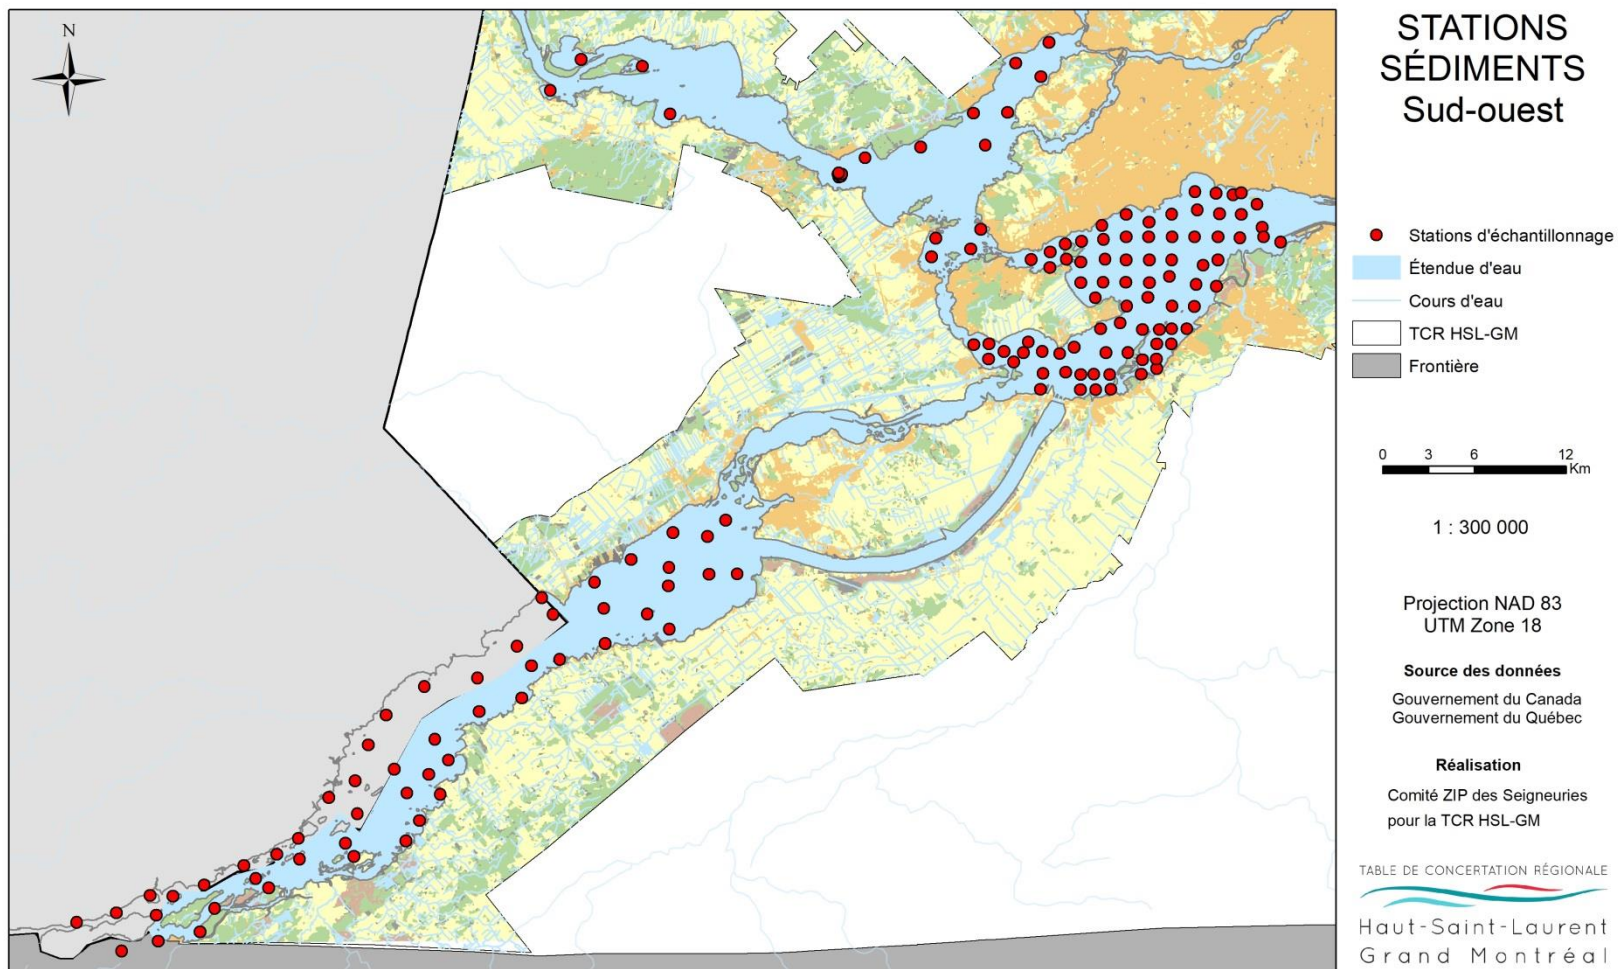 N
STATIONS
SÉDIMENTS
Sud-ouest
Stations d'échantillonnage
Étendue d'eau
Cours d'eau
TCR HSL-GM
Frontière
0 3 6 12
Km
1 : 300 000
Projection NAD 83
UTM Zone 18
Source des données
Gouvernement du Canada
Gouvernement du Québec
Réalisation
Comité ZIP des Seigneuries
pour la TCR HSL-GM
TABLE DE CONCERTATION RÉGIONALE
Haut-Saint-Laurent
Grand Montréal